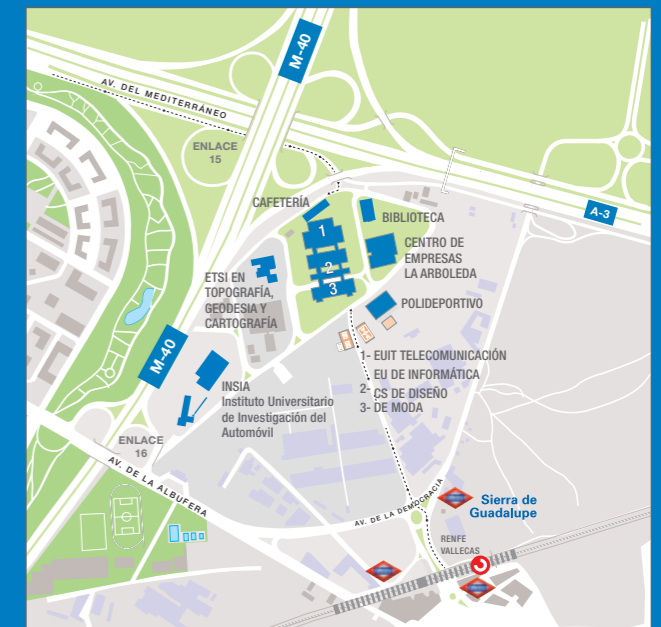 M-40
AV. DEL MEDITERRÁNEO
ENLACE
15
A-3
CAFETERÍA
BIBLIOTECA
1
2
3
CENTRO DE
EMPRESAS
LA ARBOLEDA
ETSI EN
TOPOGRAFÍA,
GEODESIA Y
CARTOGRAFÍA
POLIDEPORTIVO
M-40
1- EUIT TELECOMUNICACIÓN
EU DE INFORMÁTICA
2- CS DE DISEÑO
3- DE MODA
INSIA
Instituto Universitario
de Investigación del
Automóvil
ENLACE
16
AV. DE LA ALBUFERA
AV. DE LA DEMOCRACIA
Sierra de
Guadalupe
RENFE
VALLECAS